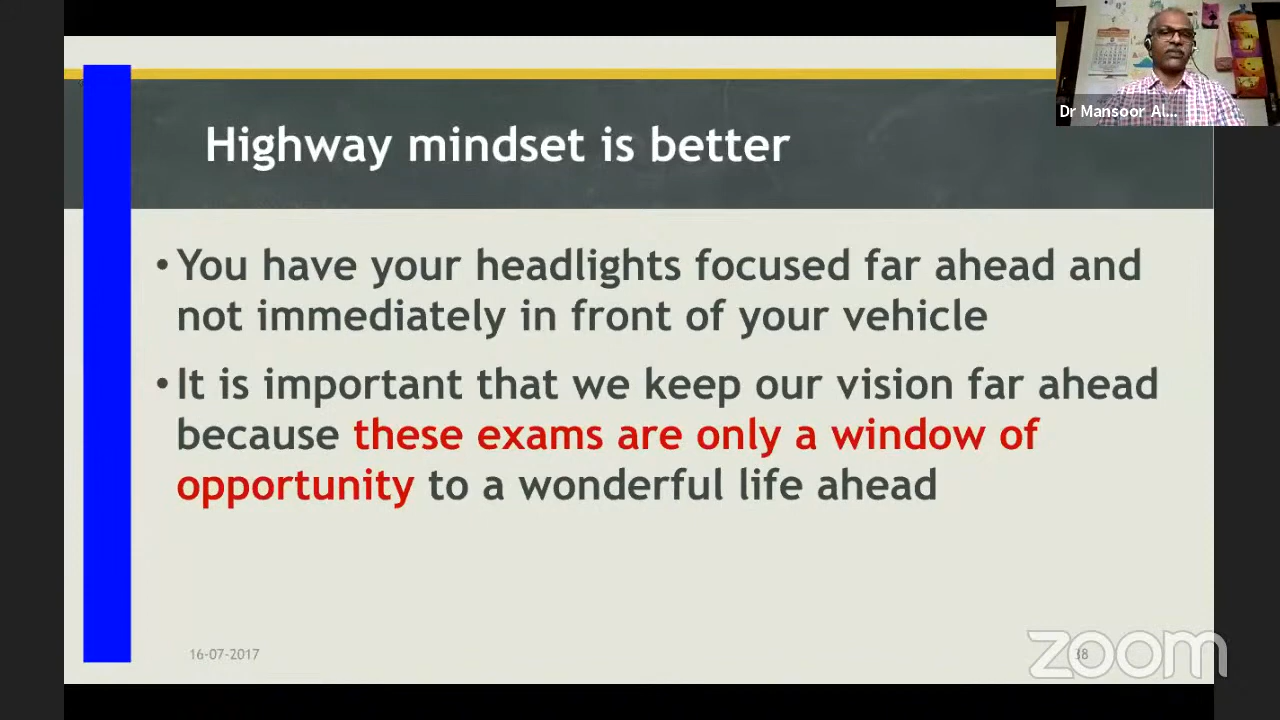 Highway mindset is better
Dr Mansoor Al...
• You have your headlights focused far ahead and
not immediately in front of your vehicle
• It is important that we keep our vision far ahead
because these exams are only a window of
opportunity to a wonderful life ahead
16-07-2017
38
zoom